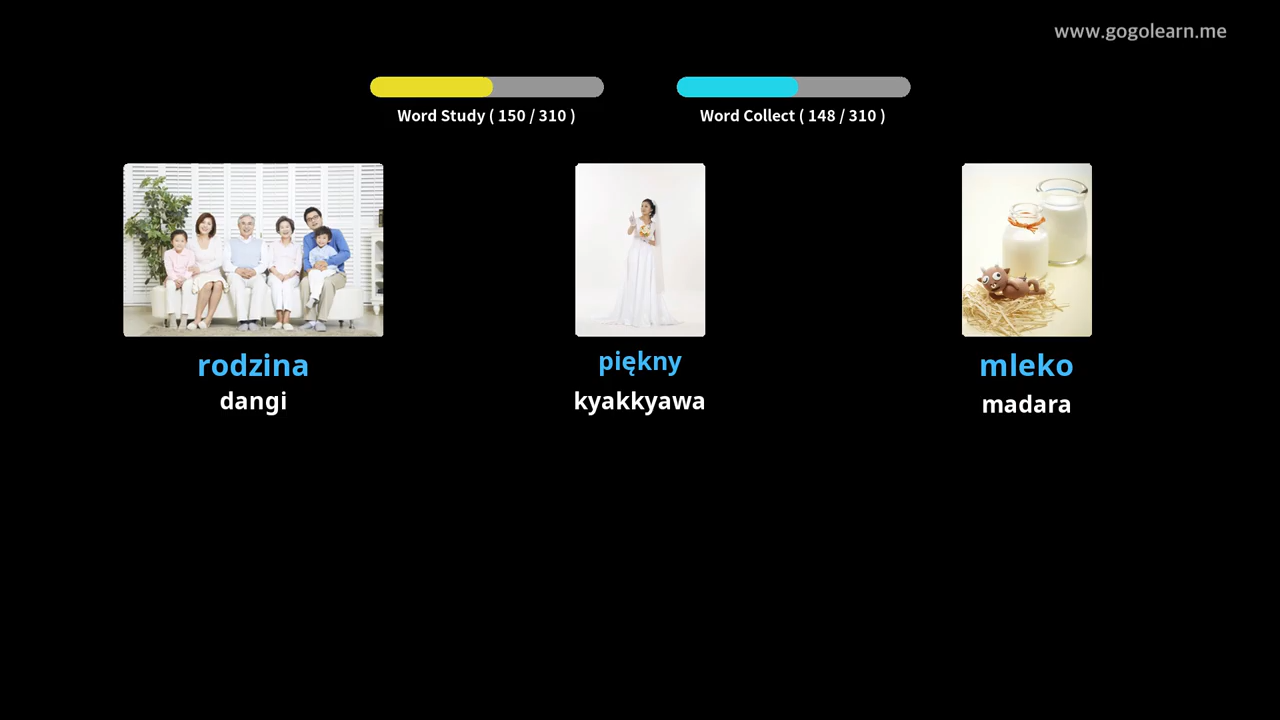 www.gogolearn.me
Word Study ( 150 / 310 )
Word Collect ( 148 / 310 )
rodzina
dangi
piękny
kyakkyawa
mleko
madara